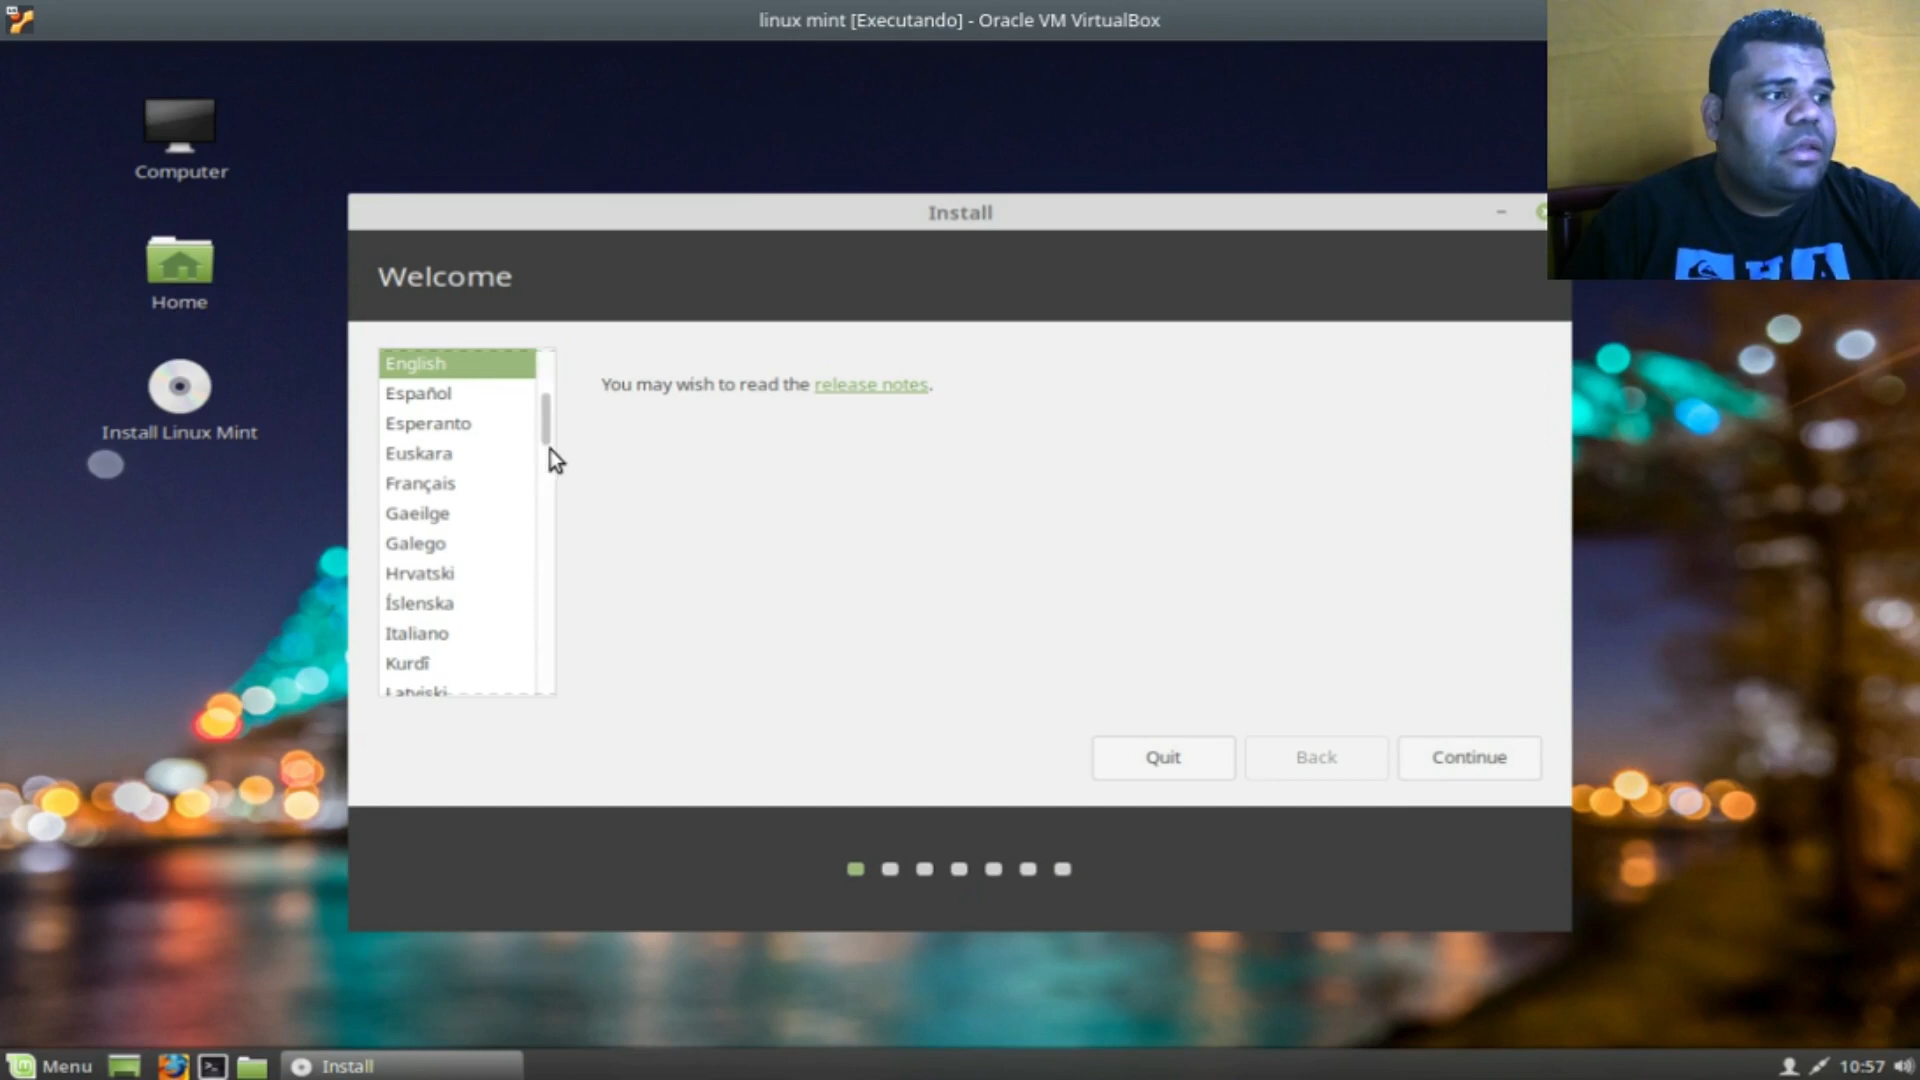 linux mint [Executando] - Oracle VM VirtualBox
Computer
Home
Install Linux Mint
Install
Welcome
English
Español
Esperanto
Euskara
Français
Gaeilge
Galego
Hrvatski
Íslenska
Italiano
Kurdî
Latviski
You may wish to read the release notes.
Quit
Back
Continue
Menu
Install
10:57